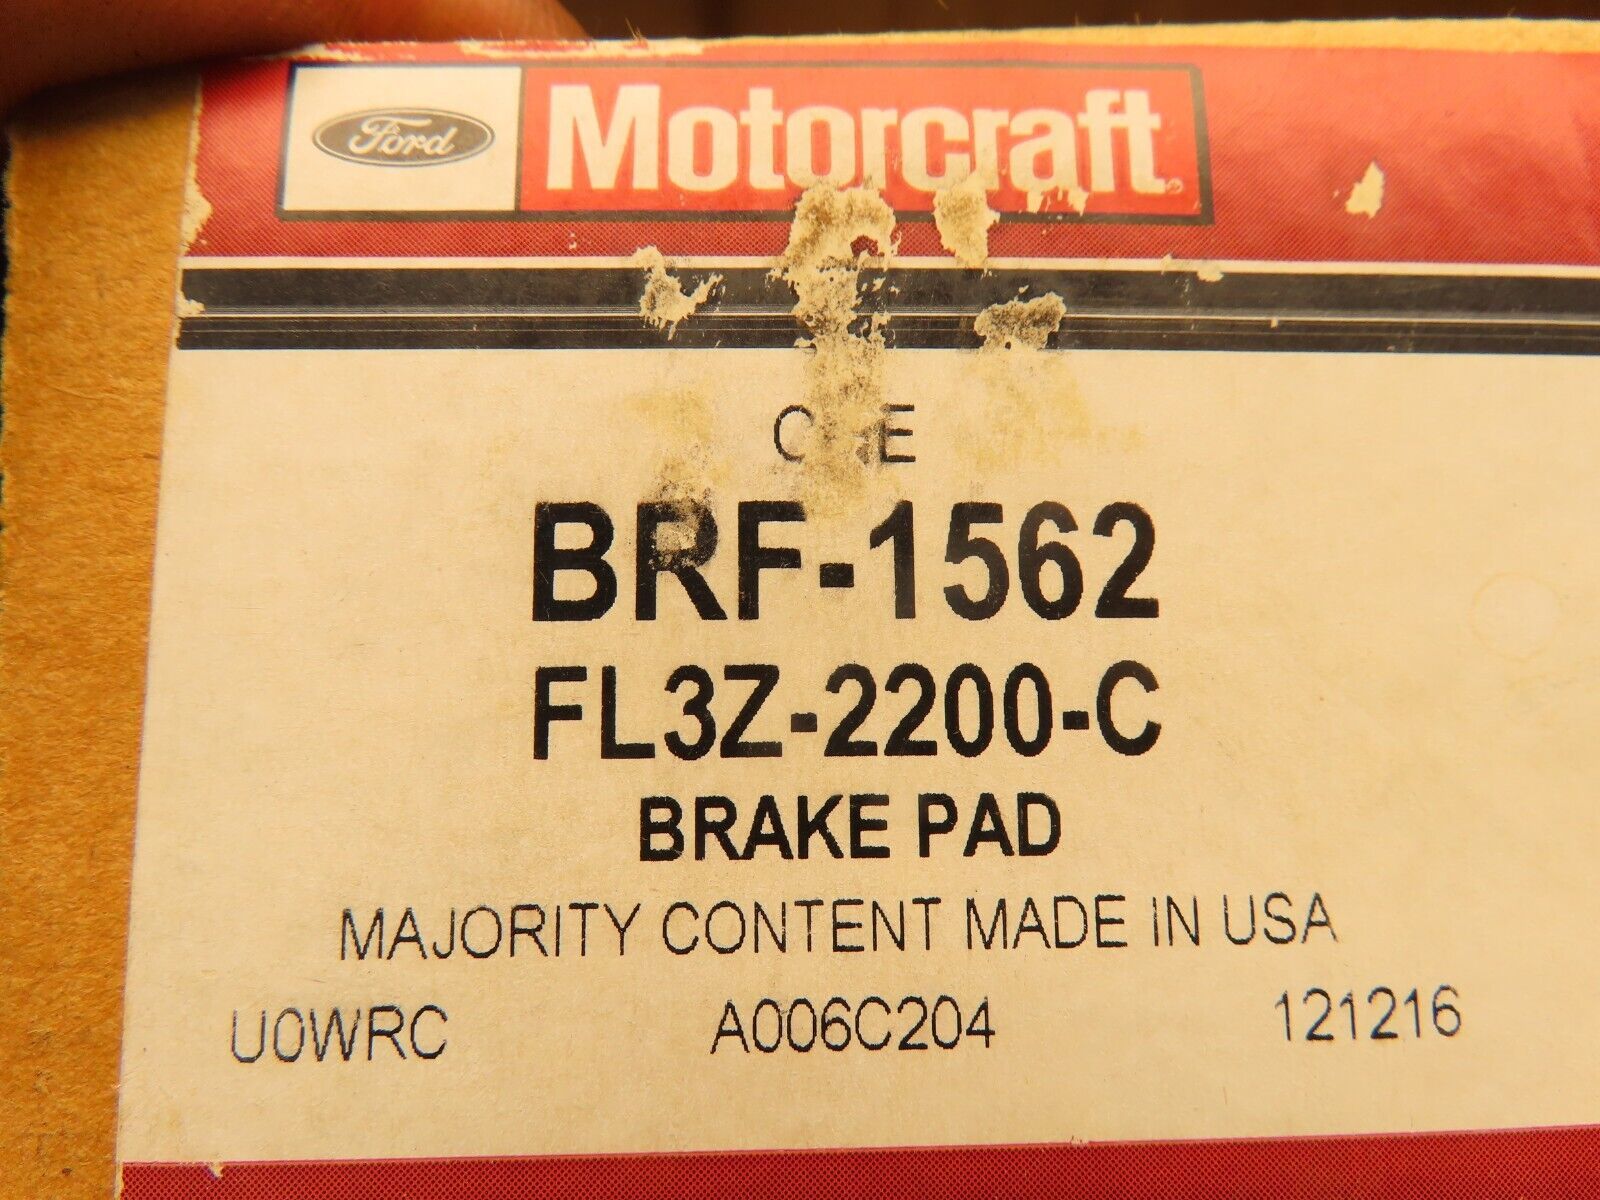 Ford Motorcraft
BRF-1562
FL3Z-2200-C
BRAKE PAD
MAJORITY CONTENT MADE IN USA
U0WRC A006C204 121216